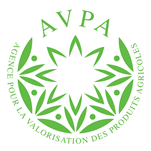 AVPA
AGENCE POUR LA VALORISATION DES PRODUITS AGRICOLES